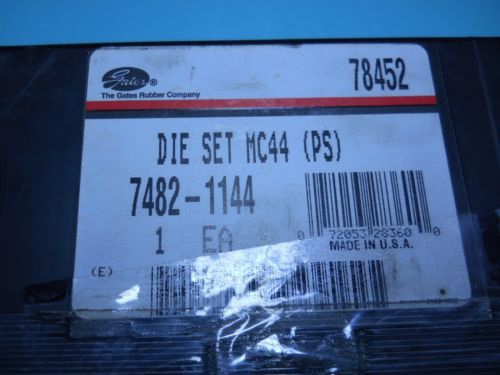 Gates®
The Gates Rubber Company
78452
DIE SET MC44 (PS)
7482-1144
1 EA
0 72053 28360 0
MADE IN U.S.A.
(E)